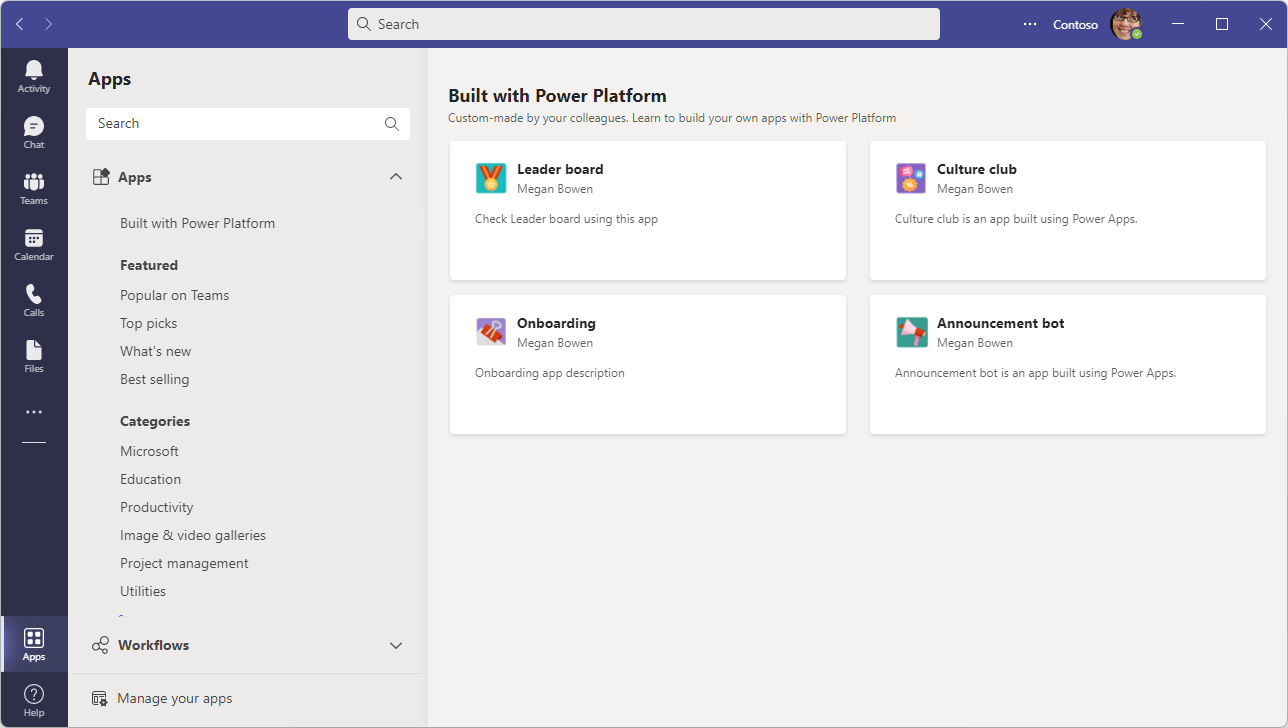 Search
Contoso
Activity
Chat
Teams
Calendar
Calls
Files
Apps
Help
Apps
Search
Apps
Built with Power Platform
Featured
Popular on Teams
Top picks
What's new
Best selling
Categories
Microsoft
Education
Productivity
Image & video galleries
Project management
Utilities
Workflows
Manage your apps
Built with Power Platform
Custom-made by your colleagues. Learn to build your own apps with Power Platform
Leader board
Megan Bowen
Check Leader board using this app
Culture club
Megan Bowen
Culture club is an app built using Power Apps.
Onboarding
Megan Bowen
Onboarding app description
Announcement bot
Megan Bowen
Announcement bot is an app built using Power Apps.